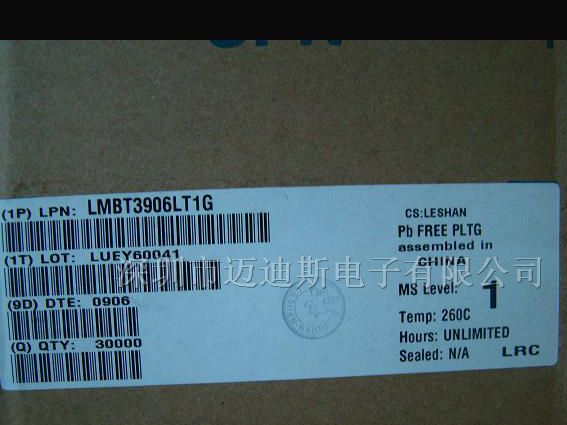 (1P) LPN: LMBT3906LT1G
(1T) LOT: LUEY60041
(9D) DTE: 0906
(Q) QTY: 30000
CS:LESHAN
Pb FREE PLTG
assembled in
CHINA
MS Level: 1
Temp: 260C
Hours: UNLIMITED
Sealed: N/A
LRC
深圳市迈迪斯电子有限公司